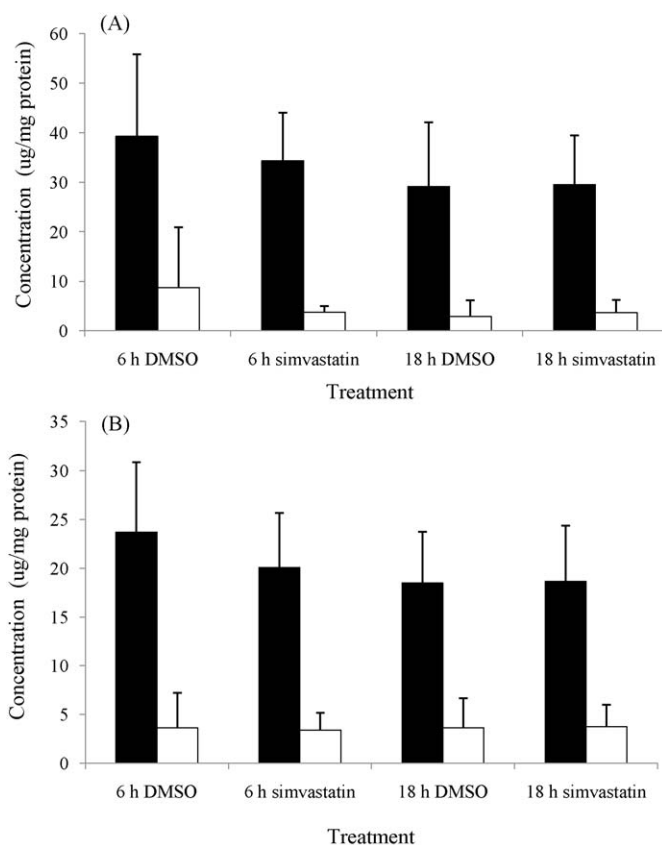 (A)
Concentration (ug/mg protein)
60
50
40
30
20
10
0
6 h DMSO 6 h simvastatin 18 h DMSO 18 h simvastatin
Treatment
(B)
Concentration (ug/mg protein)
35
30
25
20
15
10
5
0
6 h DMSO 6 h simvastatin 18 h DMSO 18 h simvastatin
Treatment